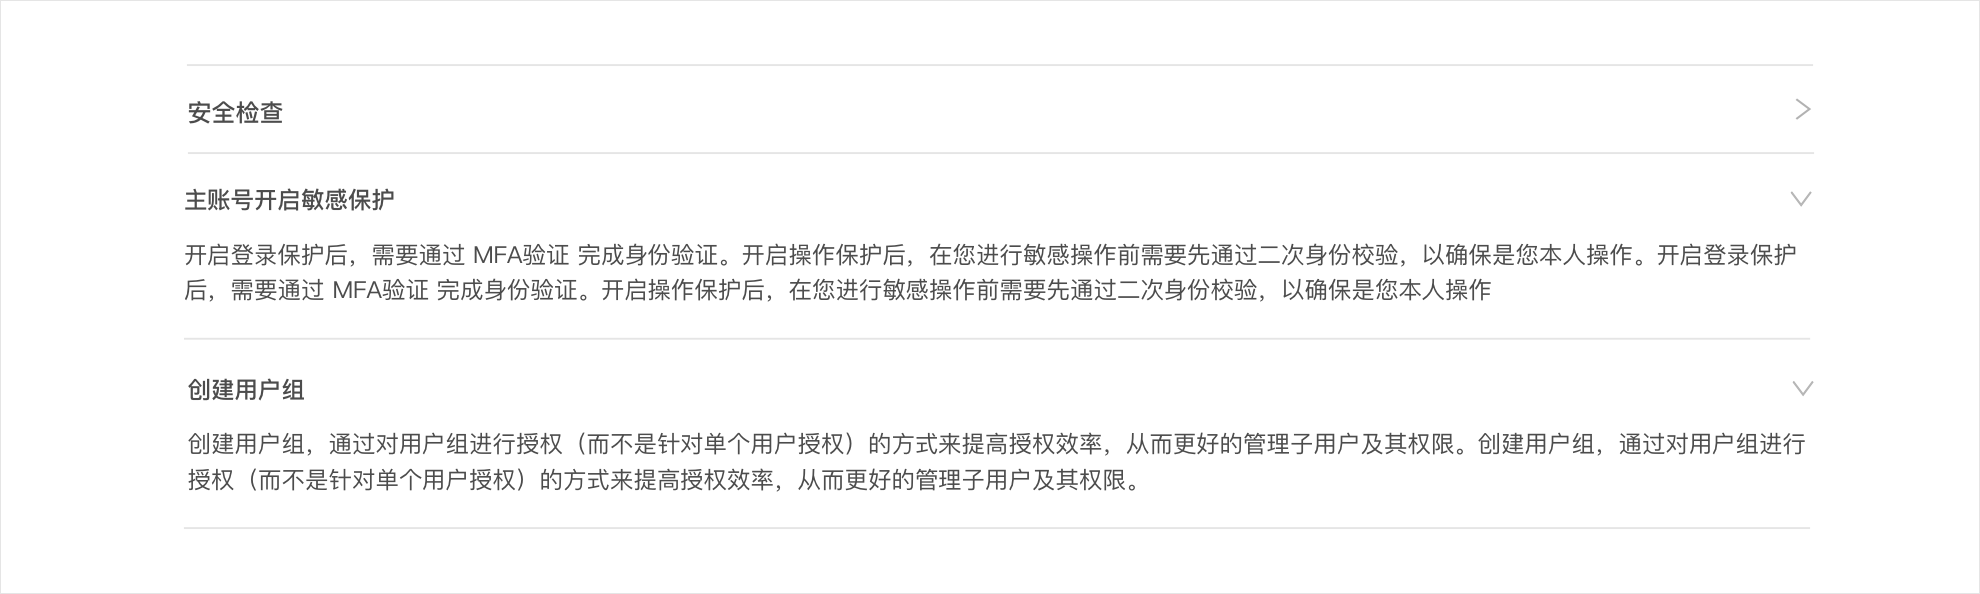 安全检查
主账号开启敏感保护
开启登录保护后，需要通过 MFA验证 完成身份验证。开启操作保护后，在您进行敏感操作前需要先通过二次身份校验，以确保是您本人操作。开启登录保护
后，需要通过 MFA验证 完成身份验证。开启操作保护后，在您进行敏感操作前需要先通过二次身份校验，以确保是您本人操作
创建用户组
创建用户组，通过对用户组进行授权（而不是针对单个用户授权）的方式来提高授权效率，从而更好的管理子用户及其权限。创建用户组，通过对用户组进行
授权（而不是针对单个用户授权）的方式来提高授权效率，从而更好的管理子用户及其权限。